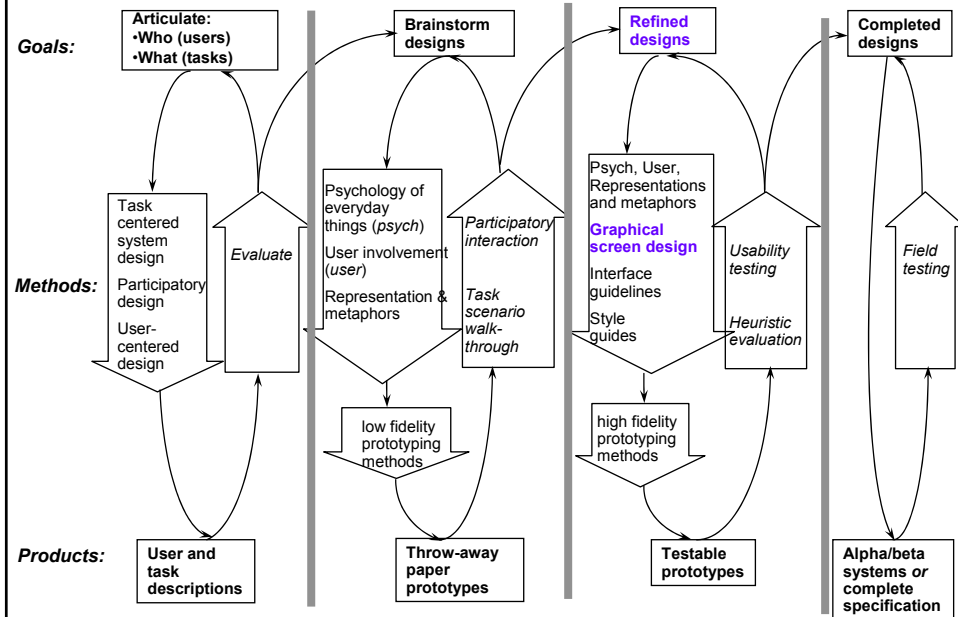 Goals:
Articulate:
•Who (users)
•What (tasks)
Brainstorm
designs
Refined
designs
Completed
designs
Methods:
Task
centered
system
design
Participatory
design
User-
centered
design
Evaluate
Psychology of
everyday
things (psych)
User involvement
(user)
Representation &
metaphors
low fidelity
prototyping
methods
Participatory
interaction
Task
scenario
walk-
through
Psych, User,
Representations
and metaphors
Graphical
screen design
Interface
guidelines
Style
guides
high fidelity
prototyping
methods
Usability
testing
Heuristic
evaluation
Field
testing
Products:
User and
task
descriptions
Throw-away
paper
prototypes
Testable
prototypes
Alpha/beta
systems or
complete
specification